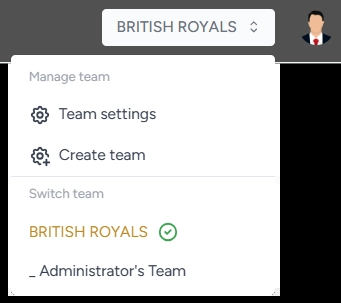 BRITISH ROYALS
Manage team
Team settings
Create team
Switch team
BRITISH ROYALS
_ Administrator's Team